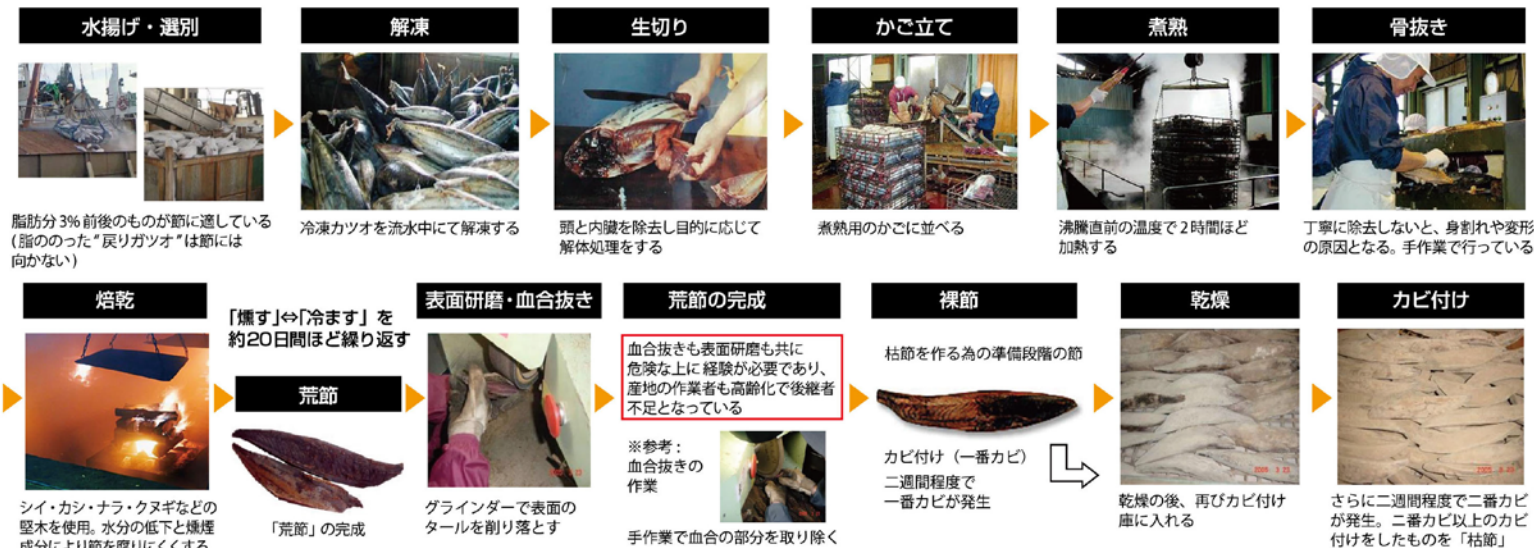 水揚げ・選別
脂肪分3%前後のものが節に適している
(脂ののった“戻りガツオ”は節には
向かない)
解凍
冷凍カツオを流水中にて解凍する
生切り
頭と内臓を除去し目的に応じて
解体処理をする
かご立て
煮熟用のかごに並べる
煮熟
沸騰直前の温度で2時間ほど
加熱する
骨抜き
丁寧に除去しないと、身割れや変形
の原因となる。手作業で行っている
焙乾
シイ・カシ・ナラ・クヌギなどの
堅木を使用。水分の低下と燻煙
成分により節を腐りにくくする
「燻す」⇔「冷ます」を
約20日間ほど繰り返す
荒節
「荒節」の完成
表面研磨・血合抜き
グラインダーで表面の
タールを削り落とす
荒節の完成
血合抜きも表面研磨も共に
危険な上に経験が必要であり、
産地の作業者も高齢化で後継者
不足となっている
※参考：
血合抜きの
作業
手作業で血合の部分を取り除く
裸節
枯節を作る為の準備段階の節
カビ付け（一番カビ）
二週間程度で
一番カビが発生
乾燥
乾燥の後、再びカビ付け
庫に入れる
カビ付け
さらに二週間程度で二番カビ
が発生。二番カビ以上のカビ
付けをしたものを「枯節」